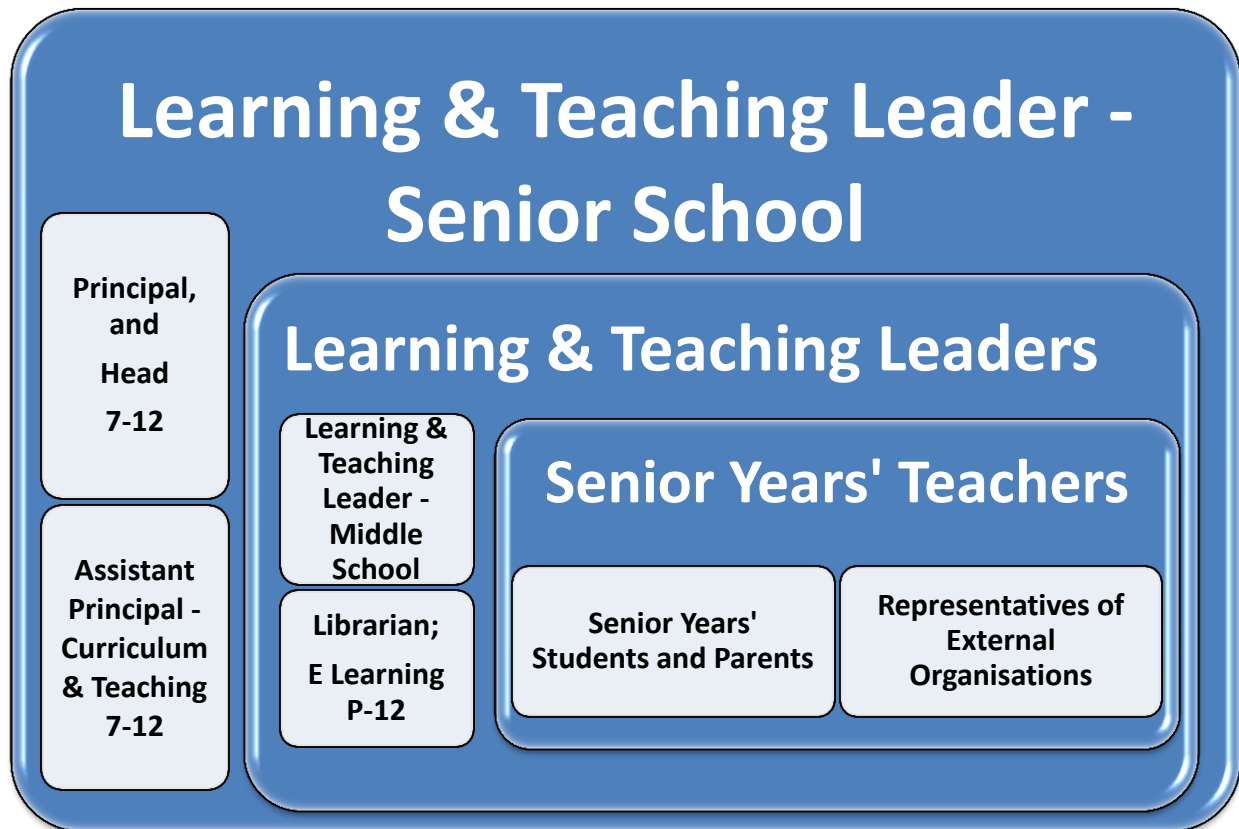 Learning & Teaching Leader -
Senior School
Principal,
and
Head
7-12
Assistant
Principal -
Curriculum
& Teaching
7-12
Learning & Teaching Leaders
Learning &
Teaching
Leader -
Middle
School
Librarian;
E Learning
P-12
Senior Years' Teachers
Senior Years'
Students and Parents
Representatives of
External
Organisations